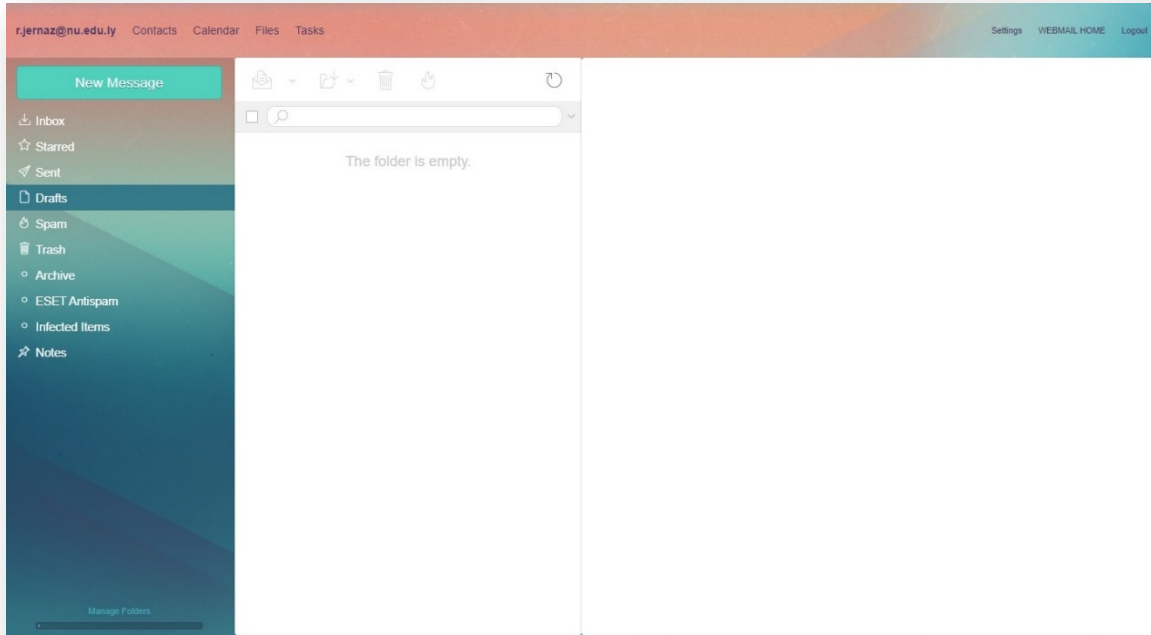 r.jernaz@nu.edu.ly Contacts Calendar Files Tasks Settings WEBMAIL HOME Logout
New Message
Inbox
Starred
The folder is empty.
Sent
Drafts
Spam
Trash
Archive
ESET Antispam
Infected Items
Notes
Manage Folders